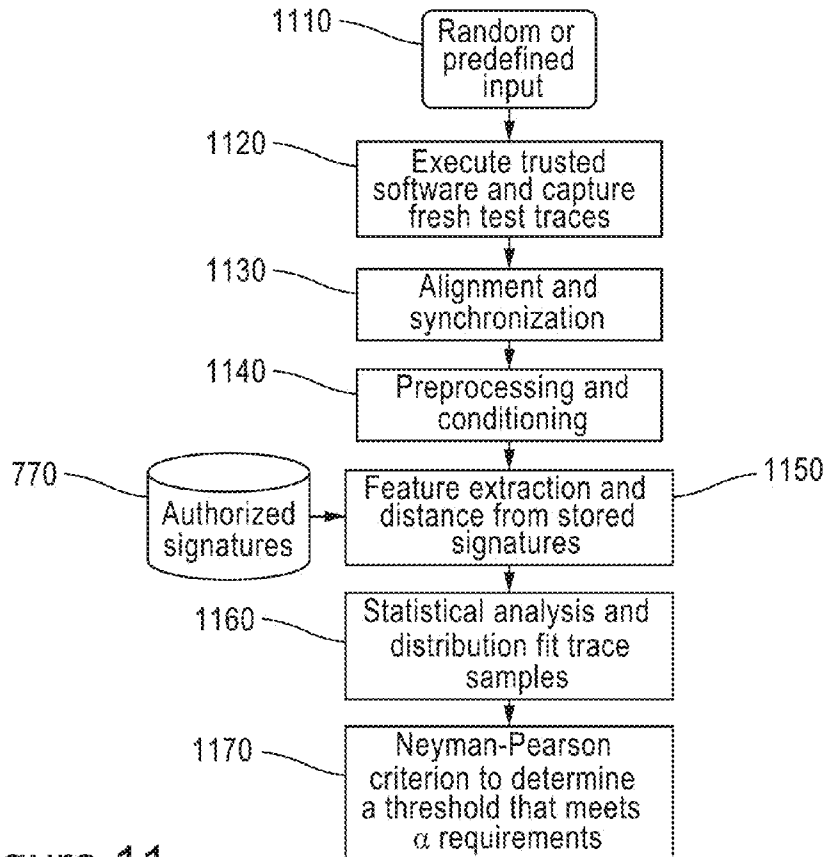 1110
Random or
predefined
input
1120
Execute trusted
software and capture
fresh test traces
1130
Alignment and
synchronization
1140
Preprocessing and
conditioning
770
Authorized
signatures
Feature extraction and
distance from stored
signatures
1150
1160
Statistical analysis and
distribution fit trace
samples
1170
Neyman-Pearson
criterion to determine
a threshold that meets
α requirements